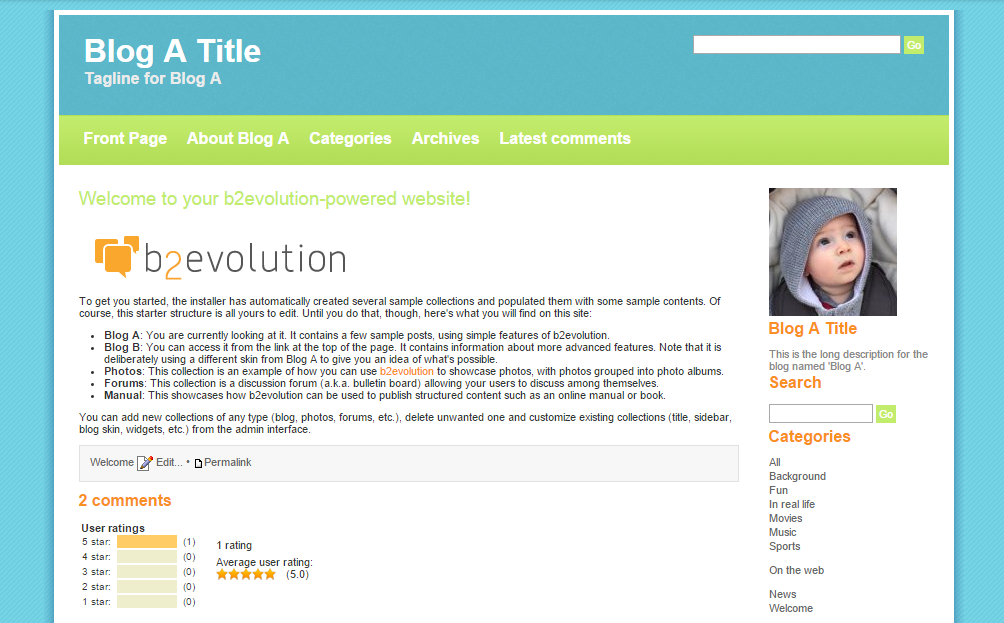 Blog A Title
Tagline for Blog A
Go
Front Page About Blog A Categories Archives Latest comments
Welcome to your b2evolution-powered website!
b2evolution
To get you started, the installer has automatically created several sample collections and populated them with some sample contents. Of
course, this starter structure is all yours to edit. Until you do that, though, here's what you will find on this site:
• Blog A: You are currently looking at it. It contains a few sample posts, using simple features of b2evolution.
• Blog B: You can access it from the link at the top of the page. It contains information about more advanced features. Note that it is
deliberately using a different skin from Blog A to give you an idea of what's possible.
• Photos: This collection is an example of how you can use b2evolution to showcase photos, with photos grouped into photo albums.
• Forums: This collection is a discussion forum (a.k.a. bulletin board) allowing your users to discuss among themselves.
• Manual: This showcases how b2evolution can be used to publish structured content such as an online manual or book.
You can add new collections of any type (blog, photos, forums, etc.), delete unwanted one and customize existing collections (title, sidebar,
blog skin, widgets, etc.) from the admin interface.
Welcome Edit... • Permalink
2 comments
User ratings
5 star: (1)
4 star: (0)
3 star: (0)
2 star: (0)
1 star: (0)
1 rating
Average user rating:
(5.0)
Blog A Title
This is the long description for the
blog named 'Blog A'.
Search
Go
Categories
All
Background
Fun
In real life
Movies
Music
Sports
On the web
News
Welcome